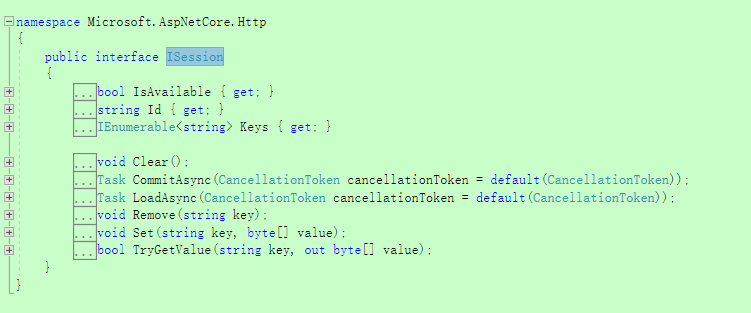 namespace Microsoft.AspNetCore.Http
{
public interface ISession
{
...bool IsAvailable { get; }
...string Id { get; }
...IEnumerable<string> Keys { get; }
...void Clear();
...Task CommitAsync(CancellationToken cancellationToken = default(CancellationToken));
...Task LoadAsync(CancellationToken cancellationToken = default(CancellationToken));
...void Remove(string key);
...void Set(string key, byte[] value);
...bool TryGetValue(string key, out byte[] value);
}
}